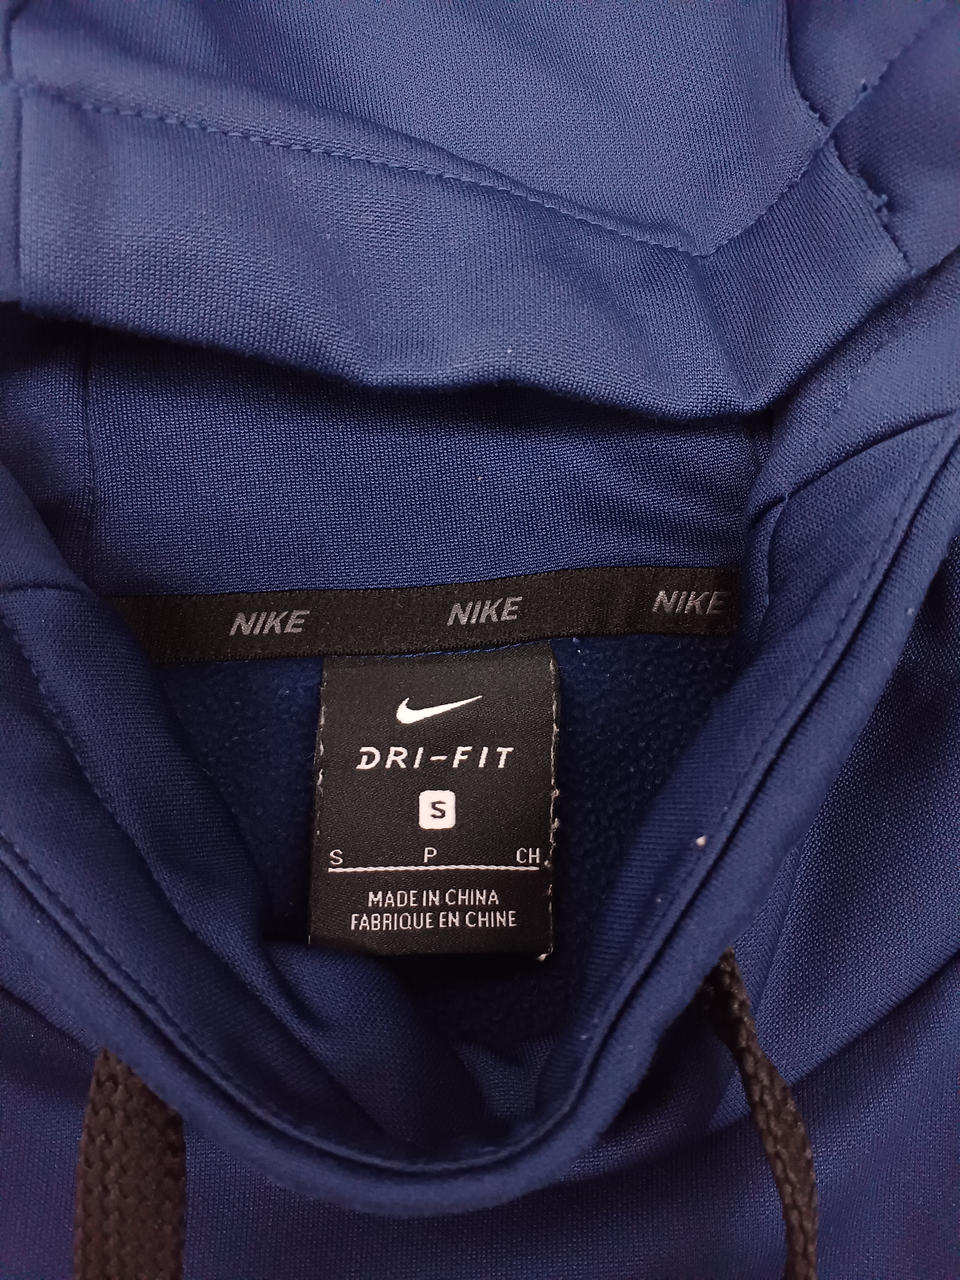 NIKE NIKE NIKE
DRI-FIT
S
S P CH
MADE IN CHINA
FABRIQUE EN CHINE